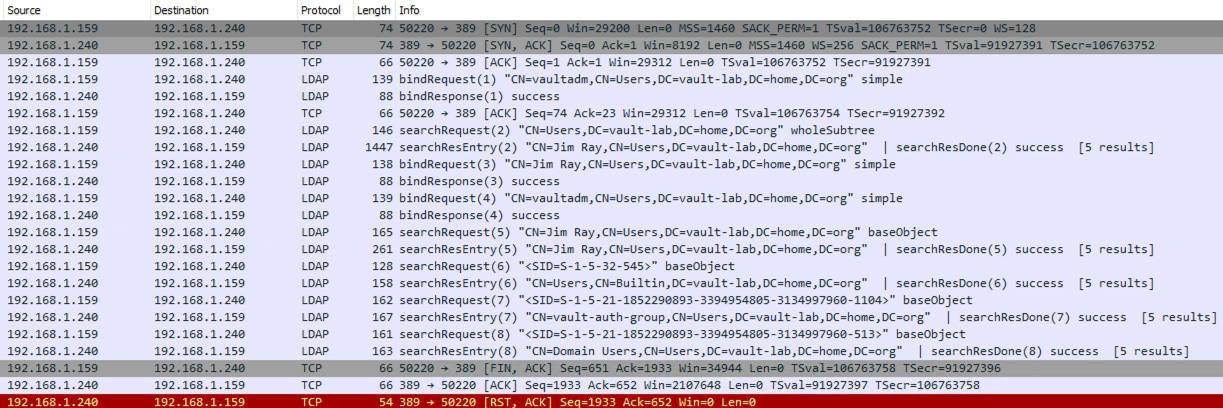 Source Destination Protocol Length Info
192.168.1.159 192.168.1.240 TCP 74 50220 → 389 [SYN] Seq=0 Win=29200 Len=0 MSS=1460 SACK_PERM=1 TSval=106763752 TSecr=0 WS=128
192.168.1.240 192.168.1.159 TCP 74 389 → 50220 [SYN, ACK] Seq=0 Ack=1 Win=8192 Len=0 MSS=1460 WS=256 SACK_PERM=1 TSval=91927391 TSecr=106763752
192.168.1.159 192.168.1.240 TCP 66 50220 → 389 [ACK] Seq=1 Ack=1 Win=29312 Len=0 TSval=106763752 TSecr=91927391
192.168.1.159 192.168.1.240 LDAP 139 bindRequest(1) "CN=vaultadm,CN=Users,DC=vault-lab,DC=home,DC=org" simple
192.168.1.240 192.168.1.159 LDAP 88 bindResponse(1) success
192.168.1.159 192.168.1.240 TCP 66 50220 → 389 [ACK] Seq=74 Ack=23 Win=29312 Len=0 TSval=106763754 TSecr=91927392
192.168.1.159 192.168.1.240 LDAP 146 searchRequest(2) "CN=Users,DC=vault-lab,DC=home,DC=org" wholeSubtree
192.168.1.240 192.168.1.159 LDAP 1447 searchResEntry(2) "CN=Jim Ray,CN=Users,DC=vault-lab,DC=home,DC=org" | searchResDone(2) success [5 results]
192.168.1.159 192.168.1.240 LDAP 138 bindRequest(3) "CN=Jim Ray,CN=Users,DC=vault-lab,DC=home,DC=org" simple
192.168.1.240 192.168.1.159 LDAP 88 bindResponse(3) success
192.168.1.159 192.168.1.240 LDAP 139 bindRequest(4) "CN=vaultadm,CN=Users,DC=vault-lab,DC=home,DC=org" simple
192.168.1.240 192.168.1.159 LDAP 88 bindResponse(4) success
192.168.1.159 192.168.1.240 LDAP 165 searchRequest(5) "CN=Jim Ray,CN=Users,DC=vault-lab,DC=home,DC=org" baseObject
192.168.1.240 192.168.1.159 LDAP 261 searchResEntry(5) "CN=Jim Ray,CN=Users,DC=vault-lab,DC=home,DC=org" | searchResDone(5) success [5 results]
192.168.1.159 192.168.1.240 LDAP 128 searchRequest(6) "<SID=S-1-5-32-545>" baseObject
192.168.1.240 192.168.1.159 LDAP 158 searchResEntry(6) "CN=Users,CN=Builtin,DC=vault-lab,DC=home,DC=org" | searchResDone(6) success [5 results]
192.168.1.159 192.168.1.240 LDAP 162 searchRequest(7) "<SID=S-1-5-21-1852290893-3394954805-3134997960-1104>" baseObject
192.168.1.240 192.168.1.159 LDAP 167 searchResEntry(7) "CN=vault-auth-group,CN=Users,DC=vault-lab,DC=home,DC=org" | searchResDone(7) success [5 results]
192.168.1.159 192.168.1.240 LDAP 161 searchRequest(8) "<SID=S-1-5-21-1852290893-3394954805-3134997960-513>" baseObject
192.168.1.240 192.168.1.159 LDAP 163 searchResEntry(8) "CN=Domain Users,CN=Users,DC=vault-lab,DC=home,DC=org" | searchResDone(8) success [5 results]
192.168.1.159 192.168.1.240 TCP 66 50220 → 389 [FIN, ACK] Seq=651 Ack=1933 Win=34944 Len=0 TSval=106763758 TSecr=91927396
192.168.1.240 192.168.1.159 TCP 66 389 → 50220 [ACK] Seq=1933 Ack=652 Win=2107648 Len=0 TSval=91927397 TSecr=106763758
192.168.1.240 192.168.1.159 TCP 54 389 → 50220 [RST, ACK] Seq=1933 Ack=652 Win=0 Len=0